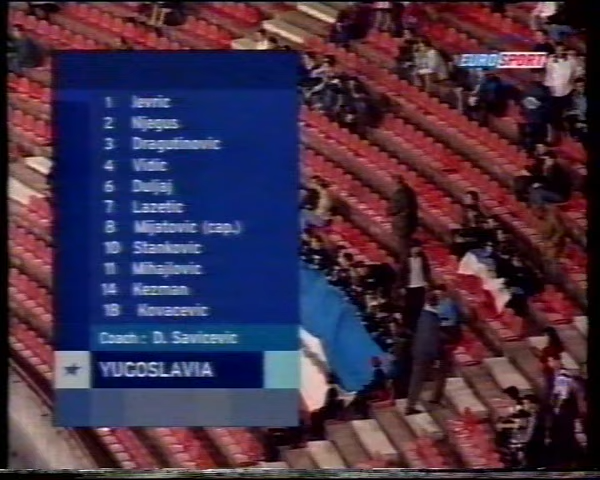 EUROSPORT
1 Jevric
2 Njegus
3 Dragutinovic
4 Vidic
6 Duljaj
7 Lazetic
8 Mijatovic (cap.)
10 Stankovic
11 Mihajlovic
14 Kezman
18 Kovacevic
Coach : D. Savicevic
YUGOSLAVIA